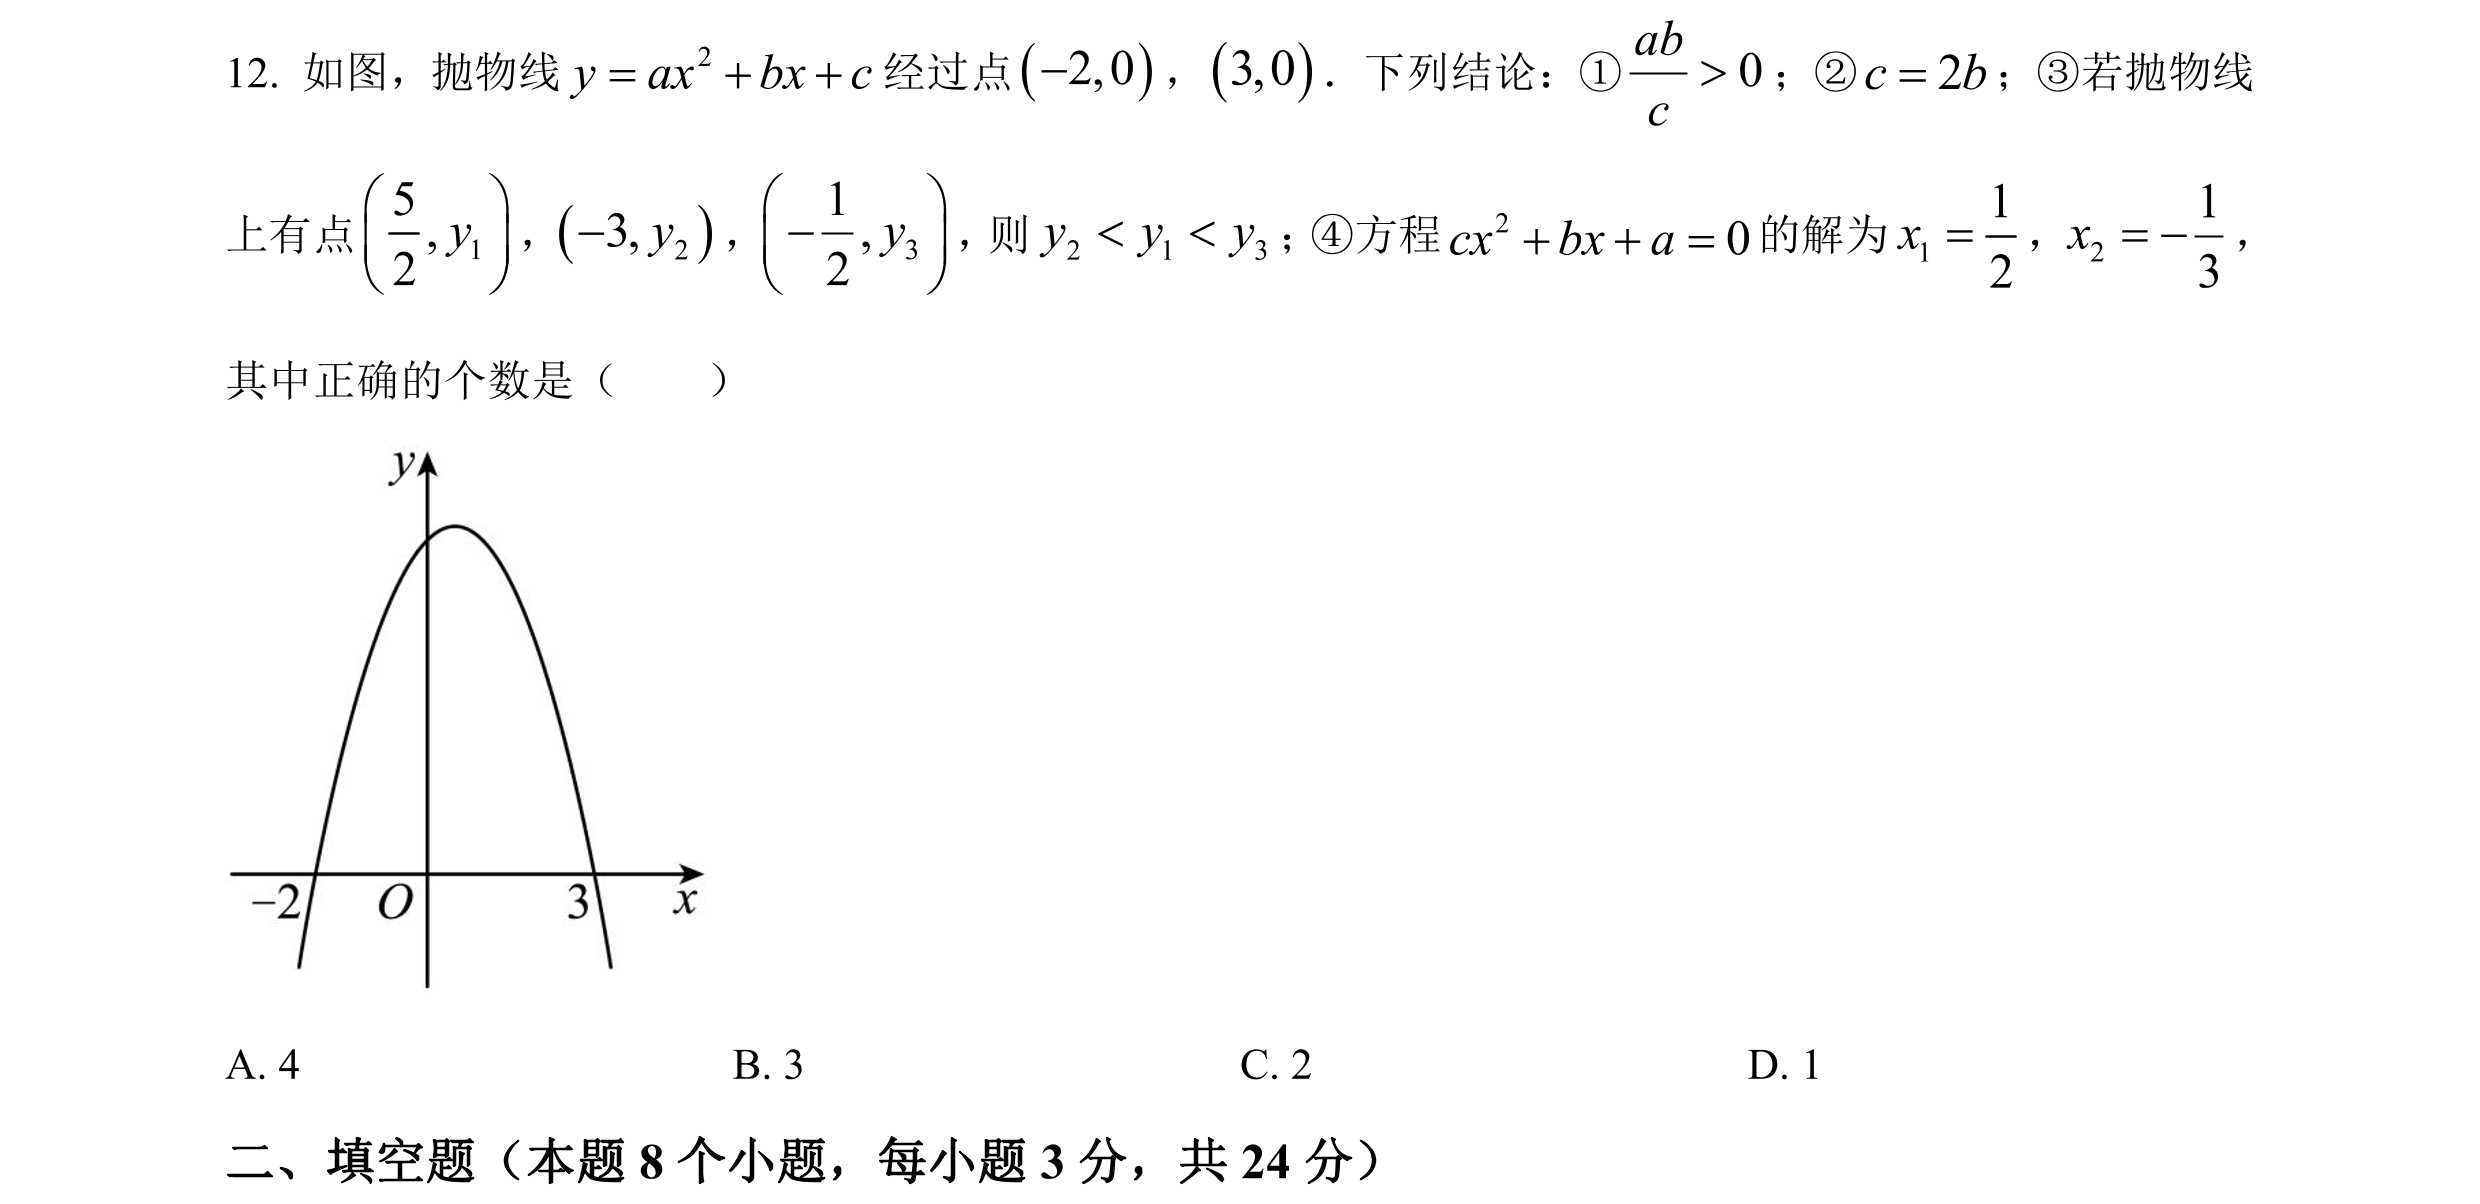 12. 如图，抛物线 $y=ax^2+bx+c$ 经过点$(-2,0)$，$(3,0)$．下列结论：①$\frac{ab}{c}>0$；②$c=2b$；③若抛物线
上有点$\left(\frac{5}{2},y_1\right)$，$(-3,y_2)$，$\left(-\frac{1}{2},y_3\right)$，则 $y_2<y_1<y_3$；④方程$cx^2+bx+a=0$的解为$x_1=\frac{1}{2}$，$x_2=-\frac{1}{3}$，
其中正确的个数是（　　）
y
-2 O 3 x
A. 4 B. 3 C. 2 D. 1
二、填空题（本题 8 个小题，每小题 3 分，共 24 分）